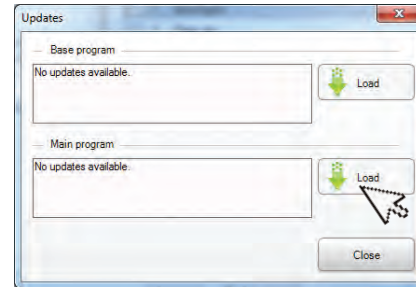 Updates
Base program
No updates available.
Load
Main program
No updates available.
Load
Close